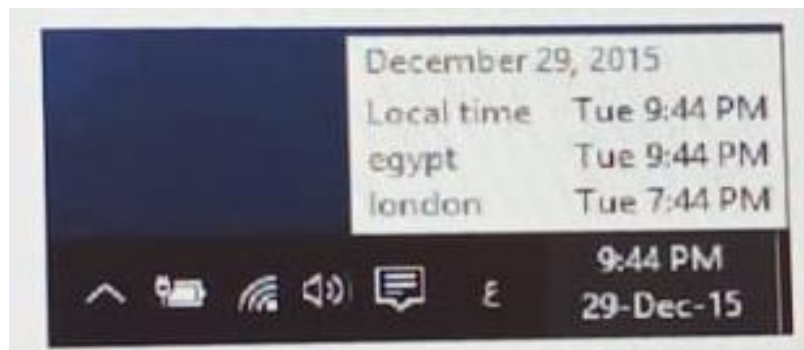 December 29, 2015
Local time Tue 9:44 PM
egypt Tue 9:44 PM
london Tue 7:44 PM
ع
9:44 PM
29-Dec-15